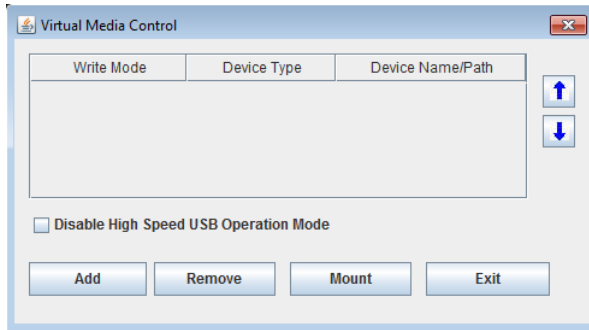 Virtual Media Control
Write Mode Device Type Device Name/Path
Disable High Speed USB Operation Mode
Add Remove Mount Exit